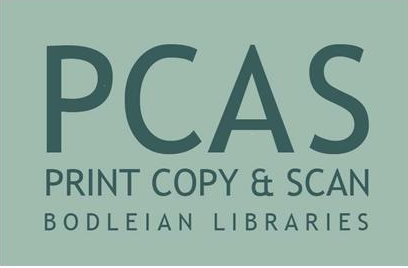 PCAS
PRINT COPY & SCAN
BODLEIAN LIBRARIES